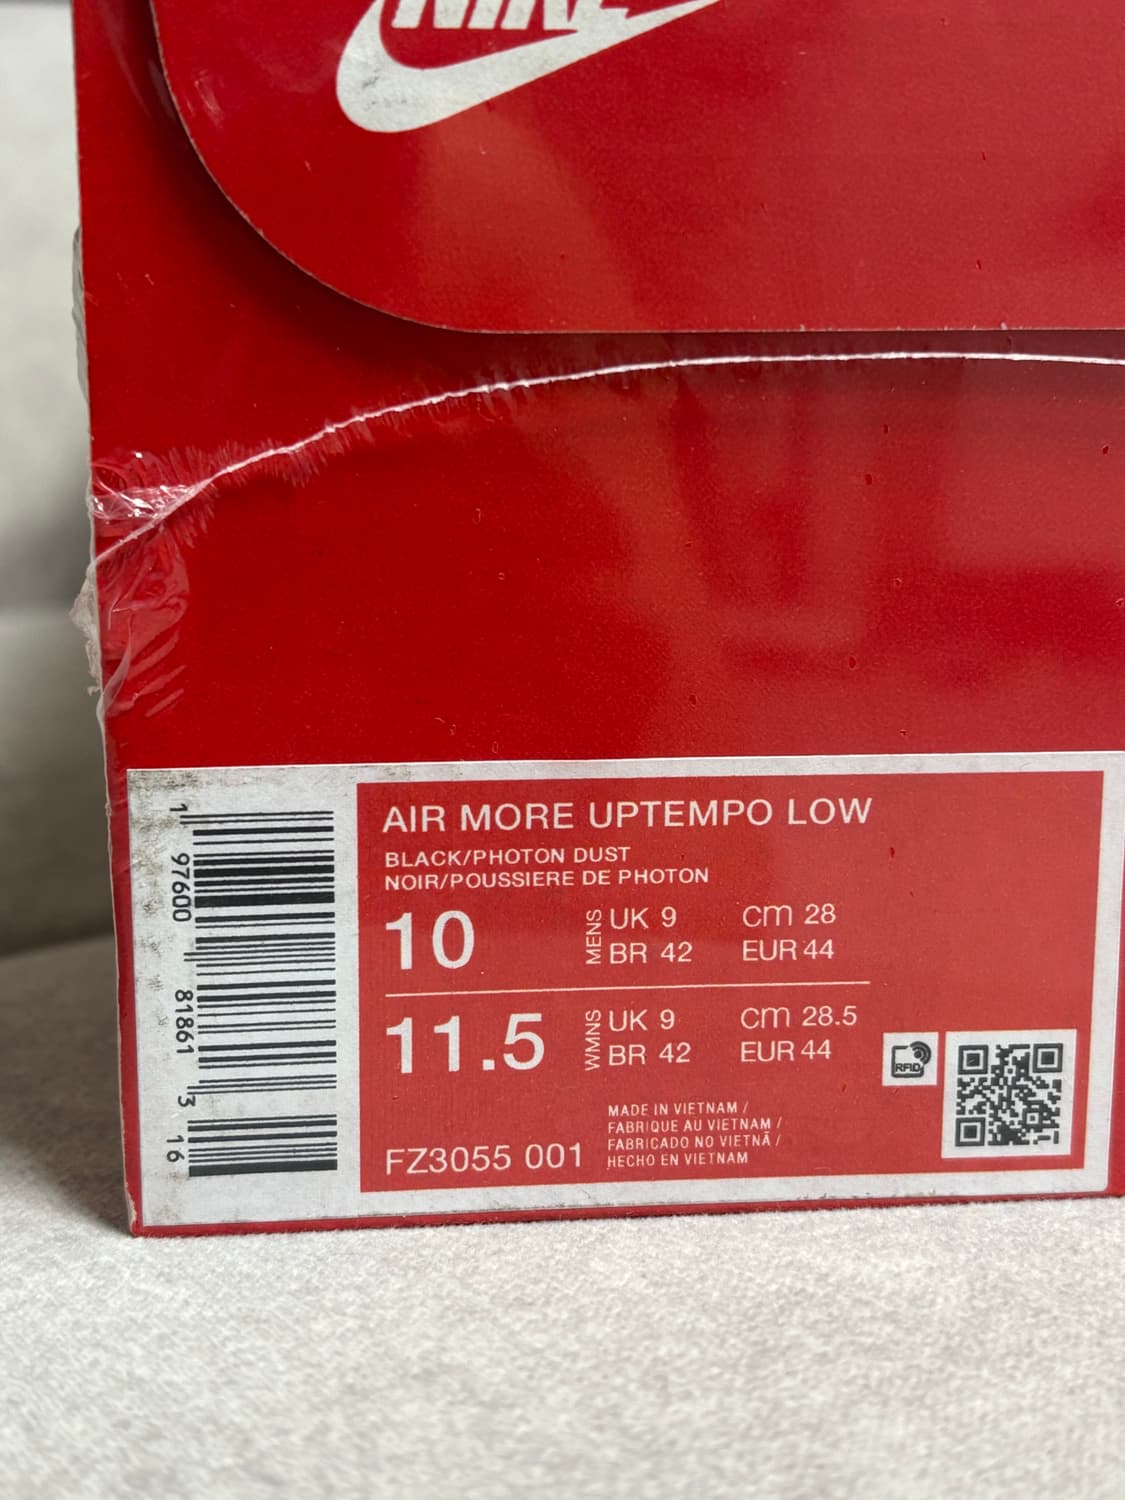 NIKE
AIR MORE UPTEMPO LOW
BLACK/PHOTON DUST
NOIR/POUSSIERE DE PHOTON
10
MENS
UK 9 cm 28
BR 42 EUR 44
11.5
WMNS
UK 9 cm 28.5
BR 42 EUR 44
RFID
MADE IN VIETNAM /
FABRIQUE AU VIETNAM /
FABRICADO NO VIETNÃ /
HECHO EN VIETNAM
FZ3055 001
1 97600 81861 3 16